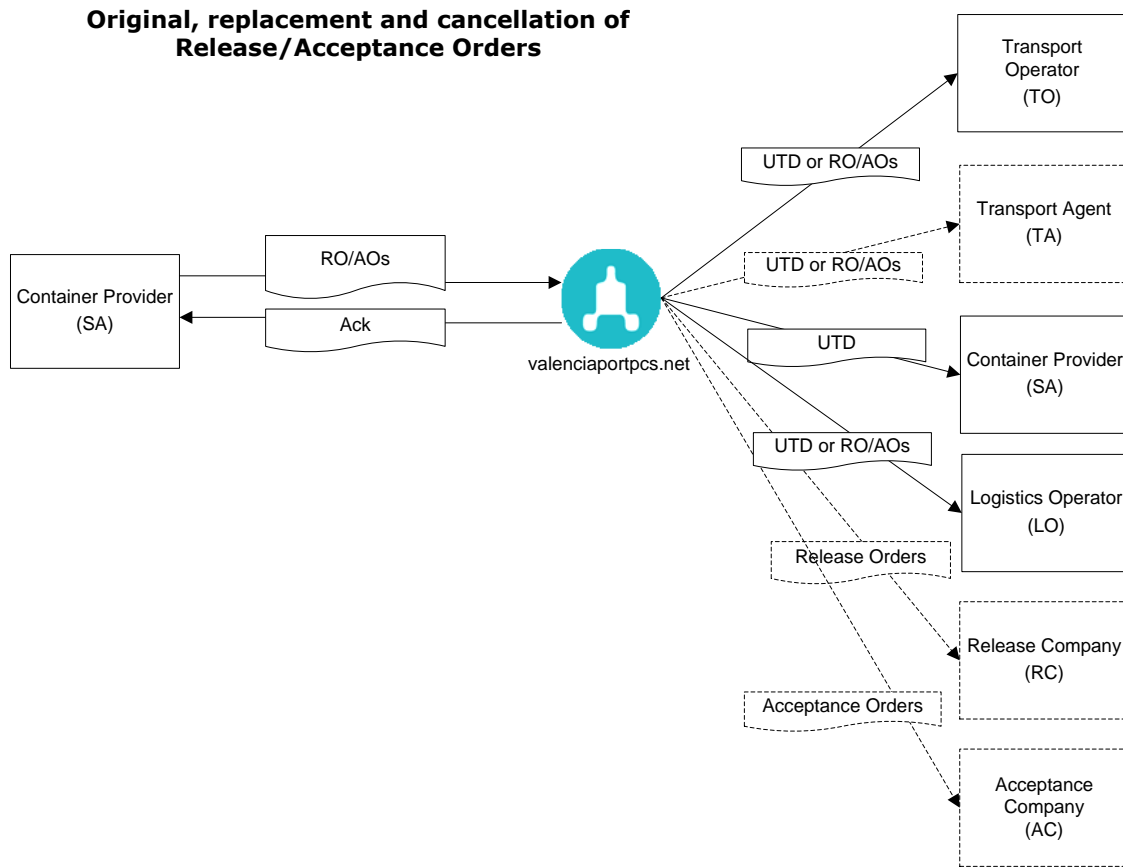 Original, replacement and cancellation of
Release/Acceptance Orders
Transport
Operator
(TO)
UTD or RO/AOs
Transport Agent
(TA)
UTD or RO/AOs
RO/AOs
Container Provider
(SA)
Ack
valenciaportpcs.net
UTD
Container Provider
(SA)
UTD or RO/AOs
Logistics Operator
(LO)
Release Orders
Release Company
(RC)
Acceptance Orders
Acceptance
Company
(AC)